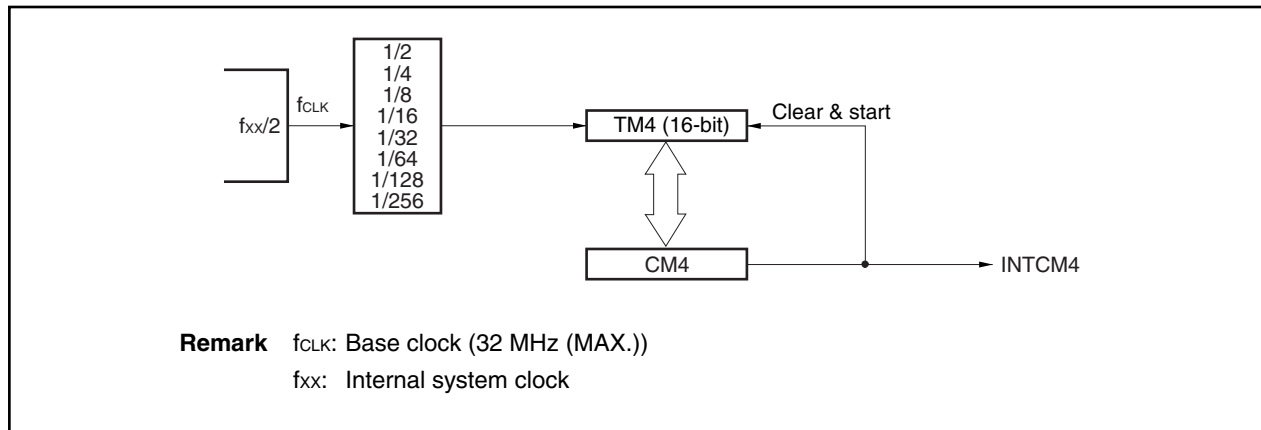 fXX/2
fCLK
1/2
1/4
1/8
1/16
1/32
1/64
1/128
1/256
TM4 (16-bit)
Clear & start
CM4
INTCM4
Remark fCLK: Base clock (32 MHz (MAX.))
fXX: Internal system clock